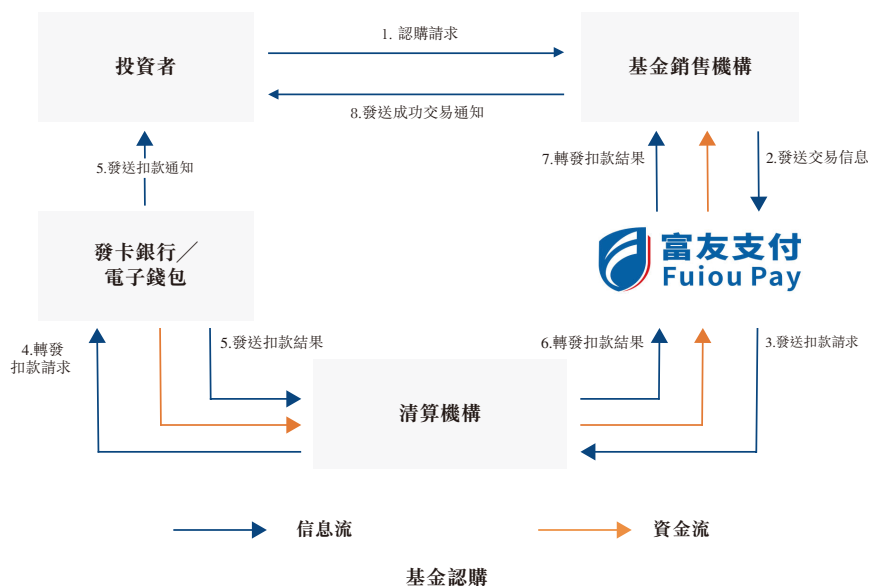 投資者
1. 認購請求
基金銷售機構
8.發送成功交易通知
5.發送扣款通知
7.轉發扣款結果
2.發送交易信息
發卡銀行／
電子錢包
富友支付
Fuiou Pay
4.轉發
扣款請求
5.發送扣款結果
6.轉發扣款結果
3.發送扣款請求
清算機構
信息流
資金流
基金認購